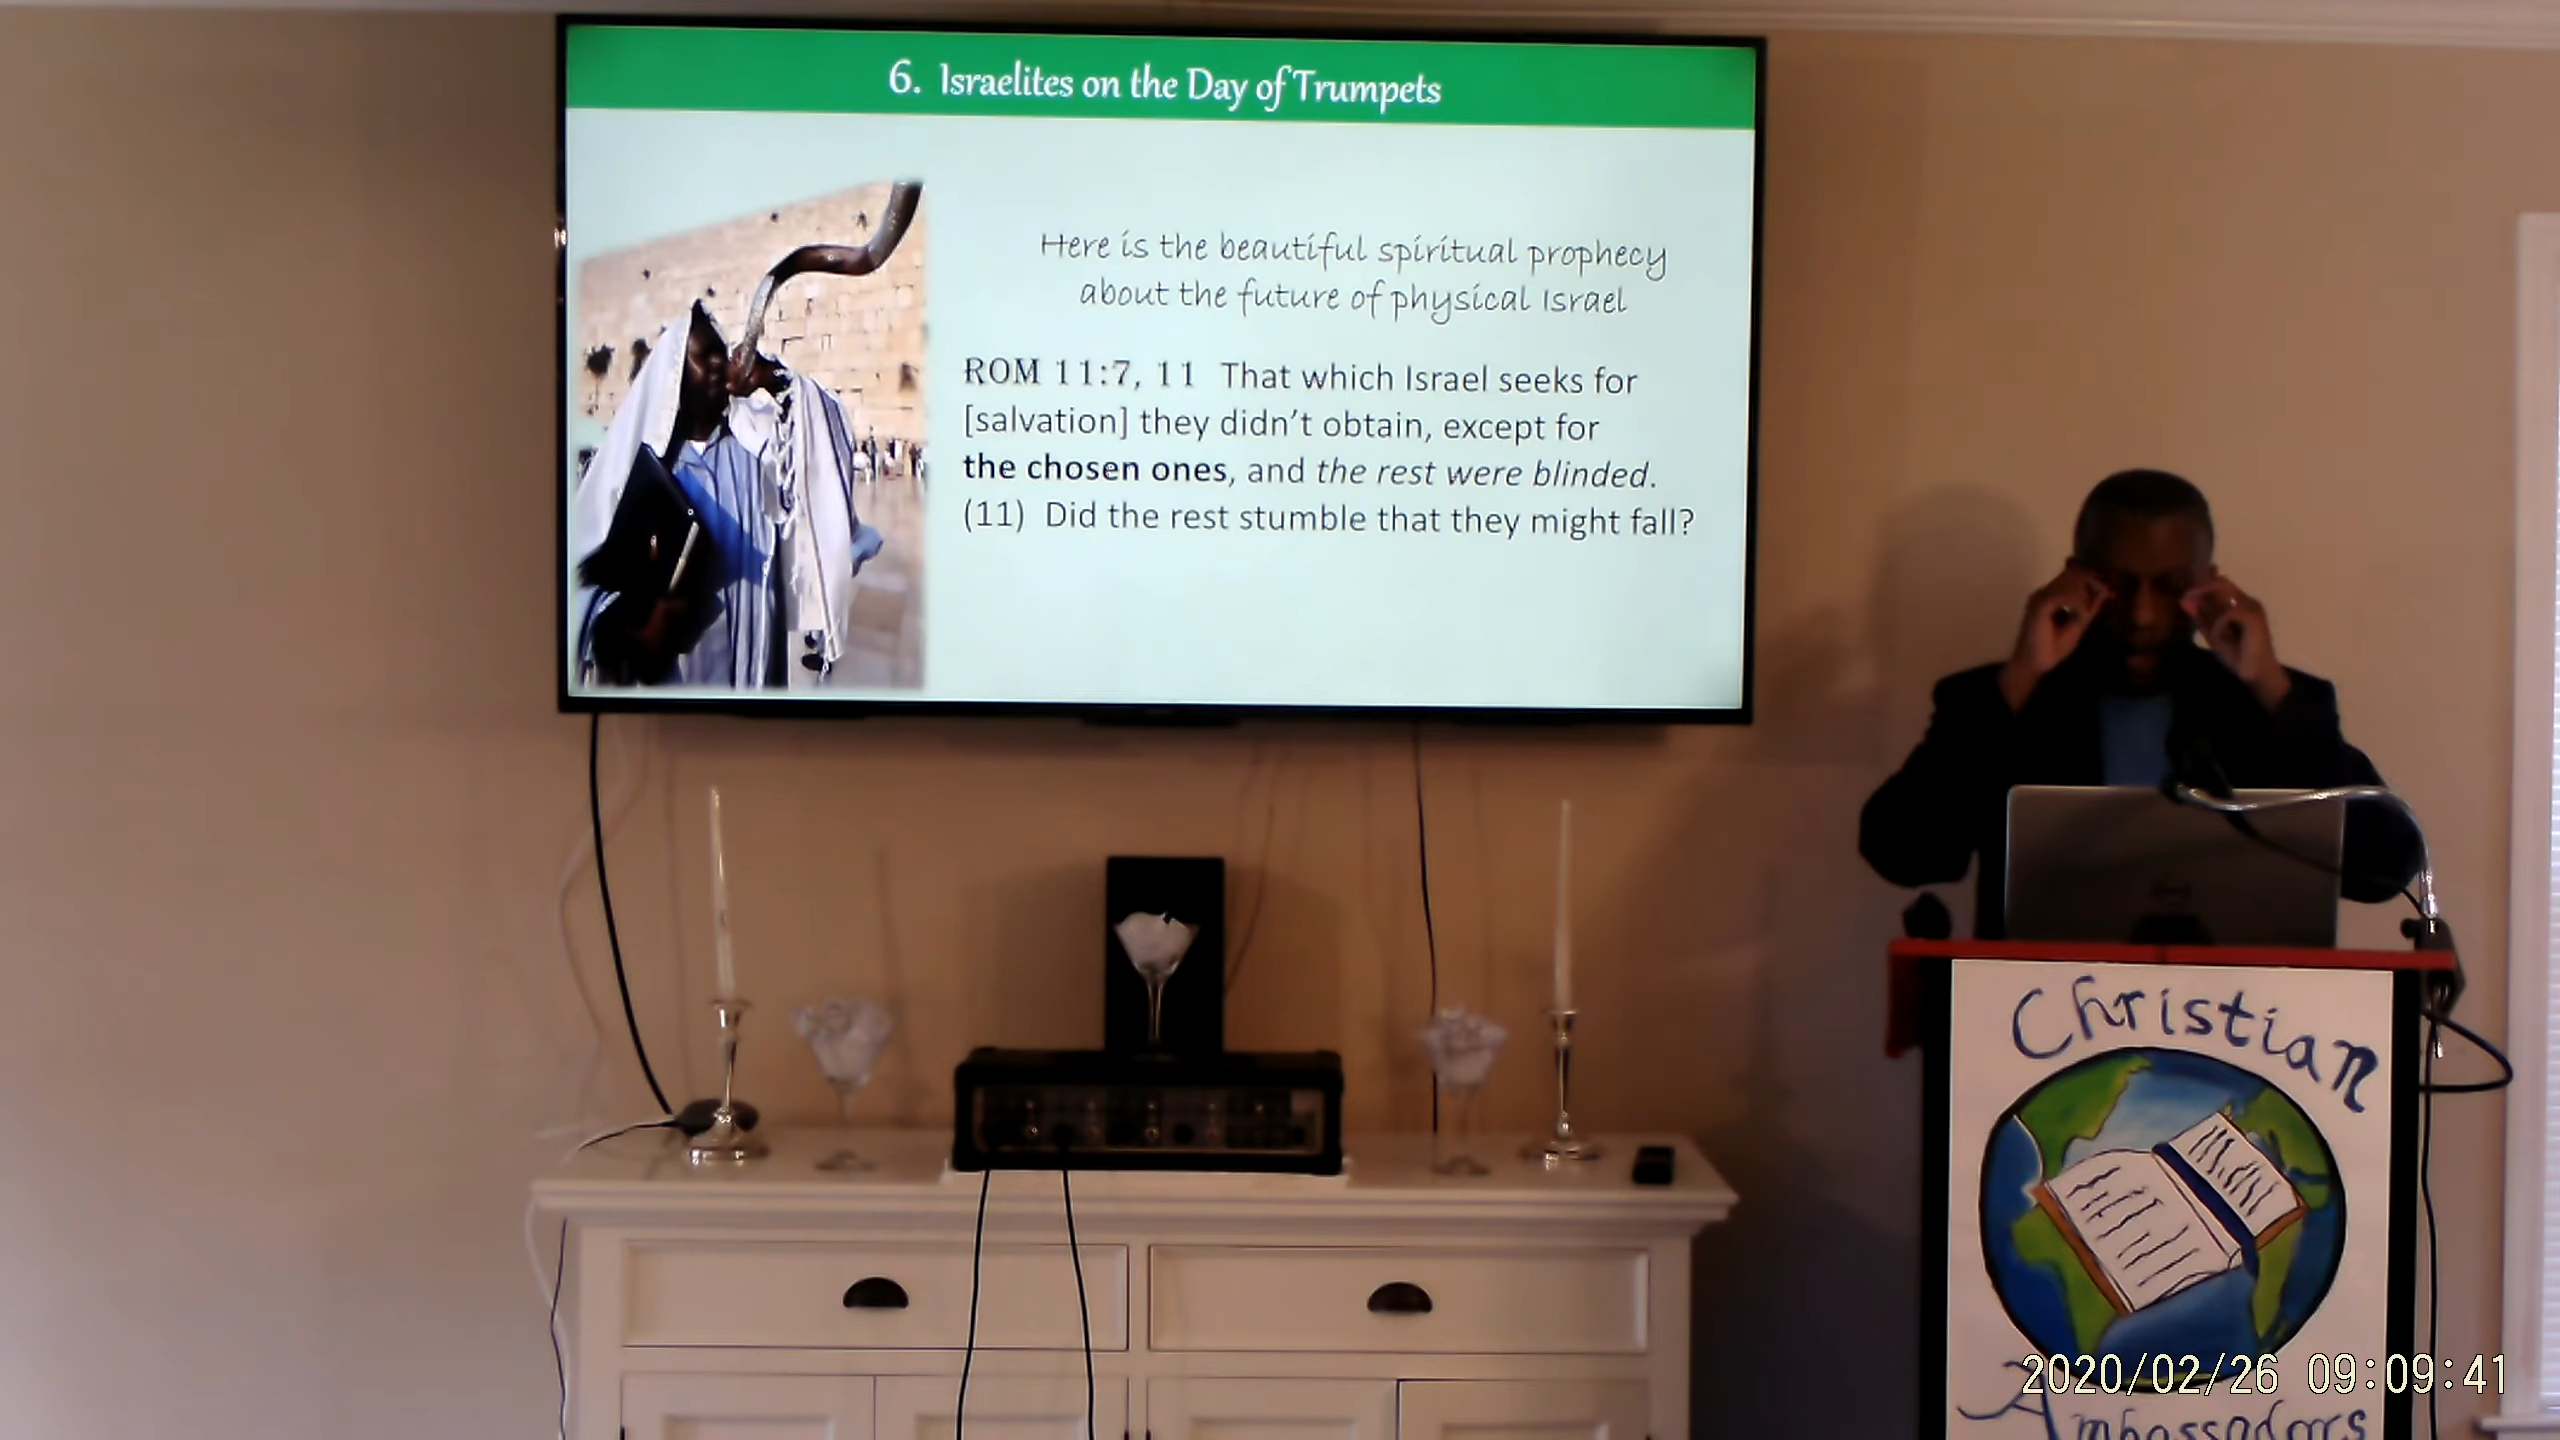 6. Israelites on the Day of Trumpets
Here is the beautiful spiritual prophecy
about the future of physical Israel
ROM 11:7, 11 That which Israel seeks for
[salvation] they didn't obtain, except for
the chosen ones, and the rest were blinded.
(11) Did the rest stumble that they might fall?
Christian
Ambassadors
2020/02/26 09:09:41